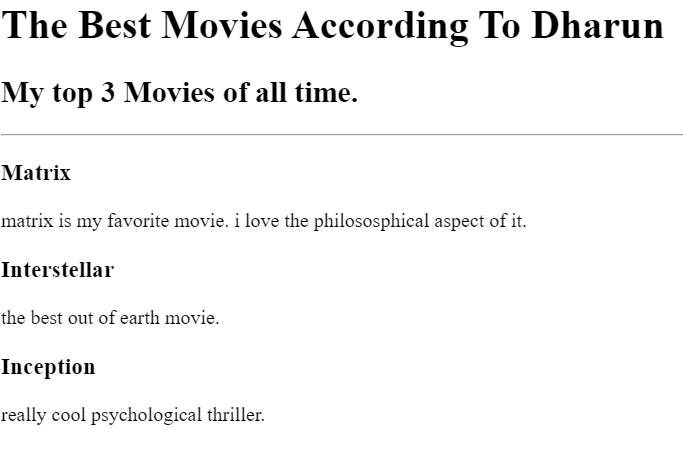 The Best Movies According To Dharun
My top 3 Movies of all time.
Matrix
matrix is my favorite movie. i love the philososphical aspect of it.
Interstellar
the best out of earth movie.
Inception
really cool psychological thriller.